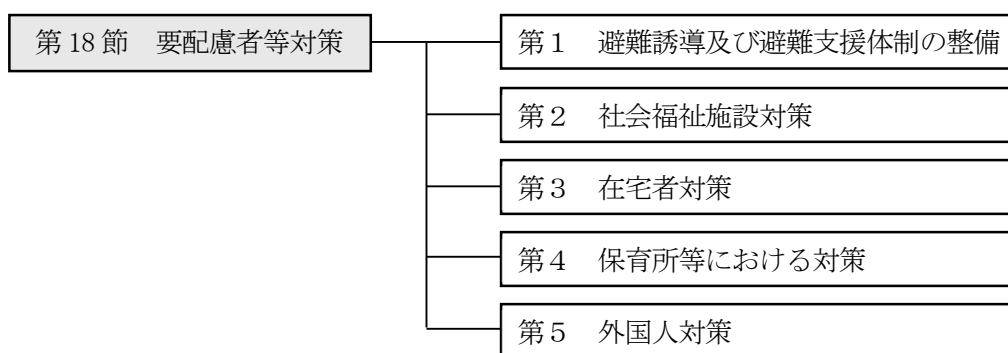 第18節　要配慮者等対策
第１　避難誘導及び避難支援体制の整備
第２　社会福祉施設対策
第３　在宅者対策
第４　保育所等における対策
第５　外国人対策